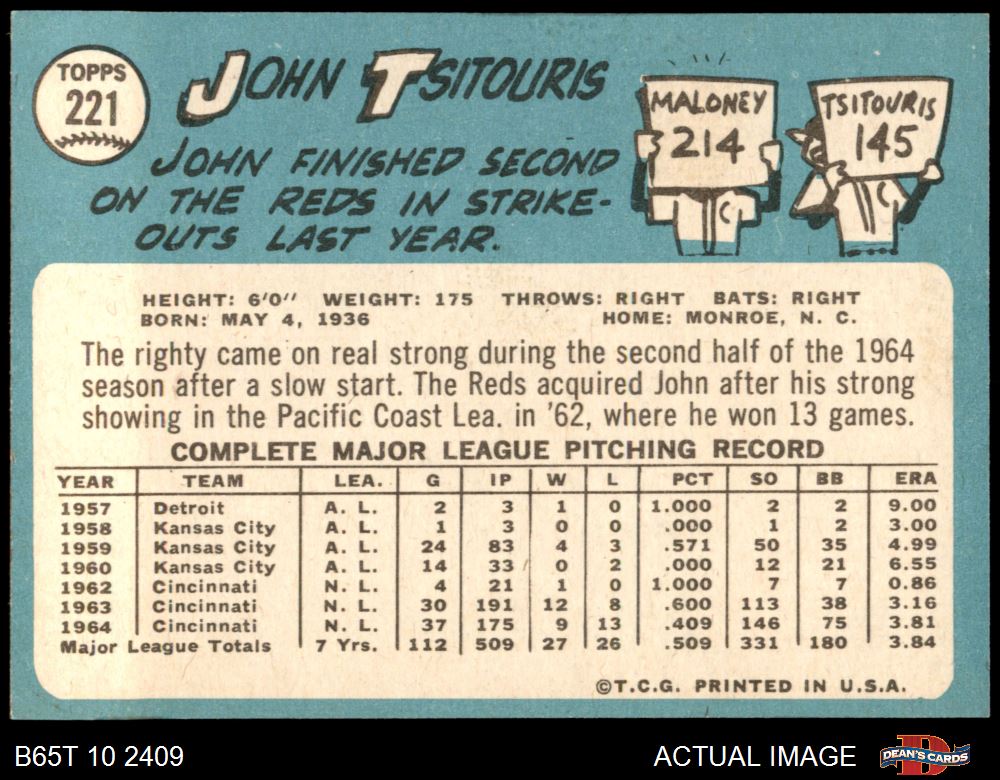 TOPPS
221
JOHN TSITOURIS
JOHN FINISHED SECOND
ON THE REDS IN STRIKE-
OUTS LAST YEAR.
MALONEY
214
C
TSITOURIS
145
C
HEIGHT: 6'0" WEIGHT: 175 THROWS: RIGHT BATS: RIGHT
BORN: MAY 4, 1936 HOME: MONROE, N. C.
The righty came on real strong during the second half of the 1964
season after a slow start. The Reds acquired John after his strong
showing in the Pacific Coast Lea. in '62, where he won 13 games.
COMPLETE MAJOR LEAGUE PITCHING RECORD
YEAR TEAM LEA. G IP W L PCT SO BB ERA
1957 Detroit A. L. 2 3 1 0 1.000 2 2 9.00
1958 Kansas City A. L. 1 3 0 0 .000 1 2 3.00
1959 Kansas City A. L. 24 83 4 3 .571 50 35 4.99
1960 Kansas City A. L. 14 33 0 2 .000 12 21 6.55
1962 Cincinnati N. L. 4 21 1 0 1.000 7 7 0.86
1963 Cincinnati N. L. 30 191 12 8 .600 113 38 3.16
1964 Cincinnati N. L. 37 175 9 13 .409 146 75 3.81
Major League Totals 7 Yrs. 112 509 27 26 .509 331 180 3.84
©T.C.G. PRINTED IN U.S.A.
B65T 10 2409 ACTUAL IMAGE DEAN'S CARDS